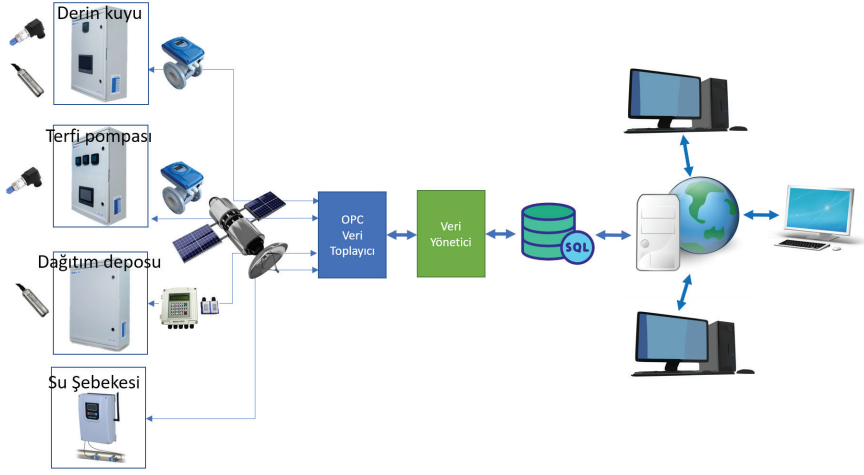 Derin kuyu
Terfi pompası
Dağıtım deposu
Su Şebekesi
OPC
Veri
Toplayıcı
Veri
Yönetici
SQL